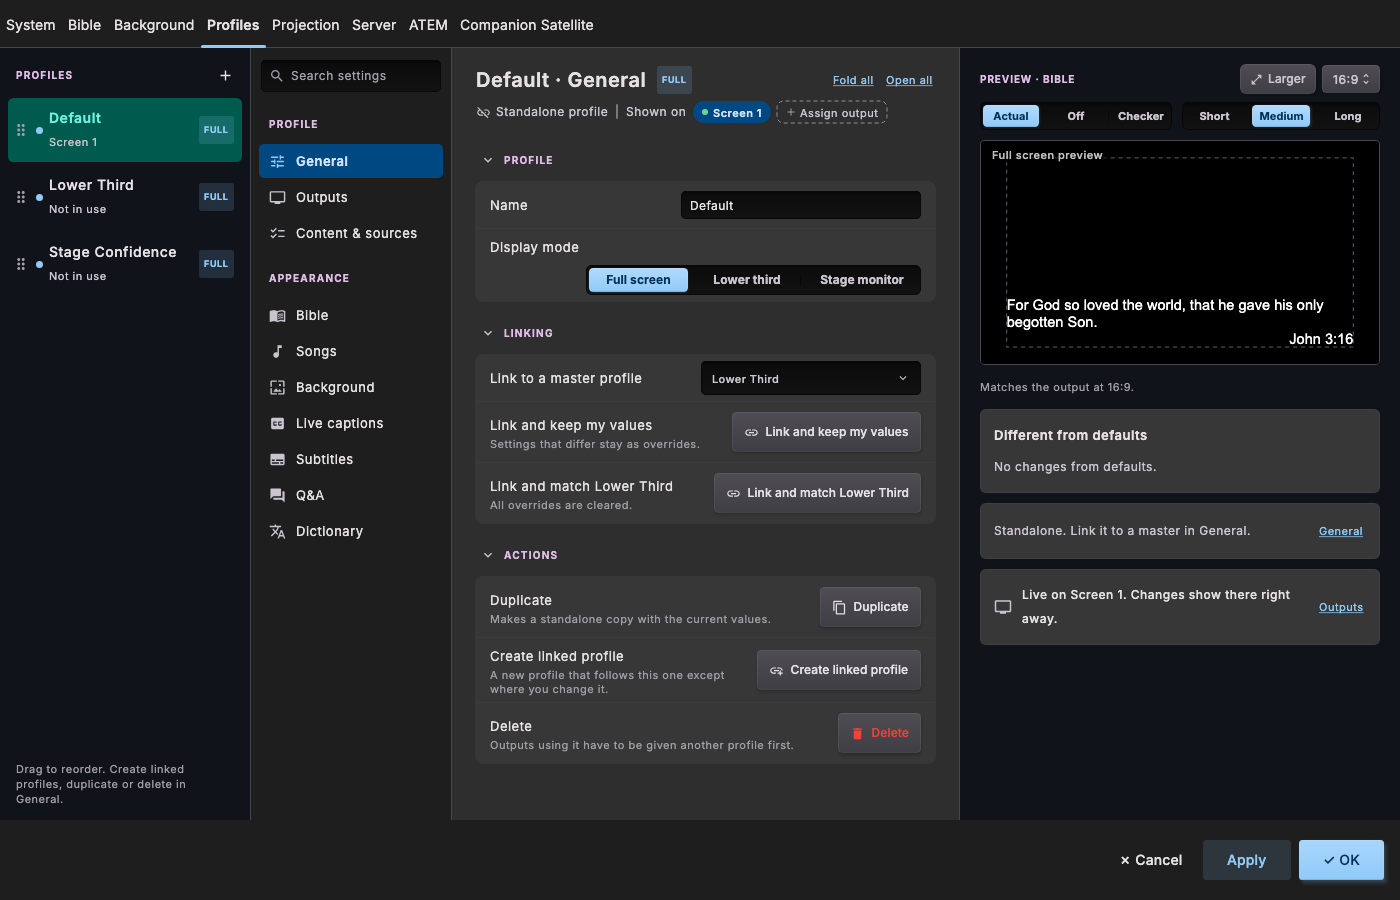 System Bible Background Profiles Projection Server ATEM Companion Satellite
PROFILES
Default
Screen 1
FULL
Lower Third
Not in use
FULL
Stage Confidence
Not in use
FULL
Drag to reorder. Create linked
profiles, duplicate or delete in
General.
Search settings
PROFILE
General
Outputs
Content & sources
APPEARANCE
Bible
Songs
Background
Live captions
Subtitles
Q&A
Dictionary
Default · General FULL
Fold all Open all
Standalone profile | Shown on Screen 1 + Assign output
PROFILE
Name Default
Display mode
Full screen Lower third Stage monitor
LINKING
Link to a master profile Lower Third
Link and keep my values
Settings that differ stay as overrides.
Link and keep my values
Link and match Lower Third
All overrides are cleared.
Link and match Lower Third
ACTIONS
Duplicate
Makes a standalone copy with the current values.
Duplicate
Create linked profile
A new profile that follows this one except
where you change it.
Create linked profile
Delete
Outputs using it have to be given another profile first.
Delete
PREVIEW · BIBLE
Larger 16:9
Actual Off Checker Short Medium Long
Full screen preview
For God so loved the world, that he gave his only
begotten Son.
John 3:16
Matches the output at 16:9.
Different from defaults
No changes from defaults.
Standalone. Link it to a master in General. General
Live on Screen 1. Changes show there right
away.
Outputs
Cancel Apply OK